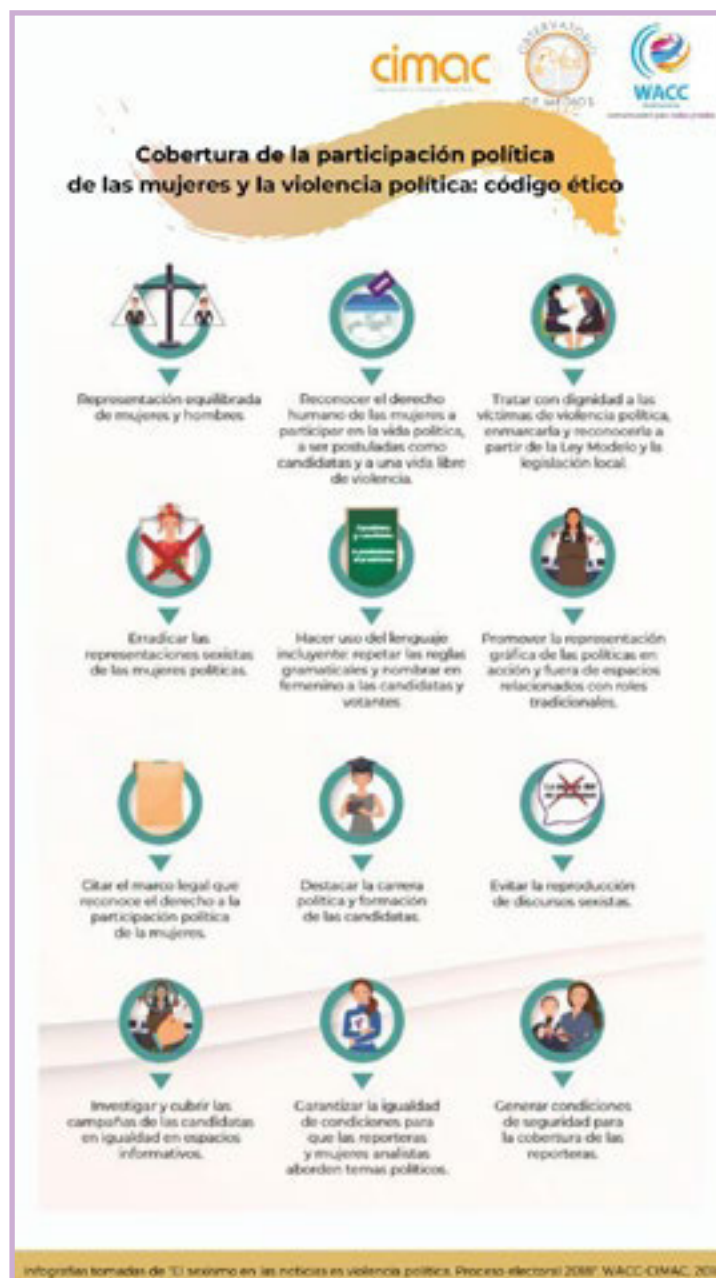 cimac
OBSERVATORIO
DE MEDIOS
WACC
Cobertura de la participación política
de las mujeres y la violencia política: código ético
Representación equilibrada
de mujeres y hombres
Reconocer el derecho
humano de las mujeres a
participar en la vida política,
a ser postuladas como
candidatas y a una vida libre
de violencia.
Tratar con dignidad a las
víctimas de violencia política,
enmarcarla y reconocerla a
partir de la Ley Modelo y la
legislación local.
Erradicar las
representaciones sexistas
de las mujeres políticas.
Hacer uso del lenguaje
incluyente: repetar las reglas
gramaticales y nombrar en
femenino a las candidatas y
votantes
Promover la representación
gráfica de las políticas en
acción y fuera de espacios
relacionados con roles
tradicionales.
Citar el marco legal que
reconoce el derecho a la
participación política
de la mujeres.
Destacar la carrera
política y formación
de las candidatas.
Evitar la reproducción
de discursos sexistas.
Investigar y cubrir las
campañas de las candidatas
en igualdad en espacios
informativos.
Garantizar la igualdad
de condiciones para
que las reporteras
y mujeres analistas
aborden temas políticos.
Generar condiciones
de seguridad para
la cobertura de las
reporteras.
Infografías tomadas de "El sexismo en las noticias es violencia política. Proceso electoral 2018" WACC-CIMAC,